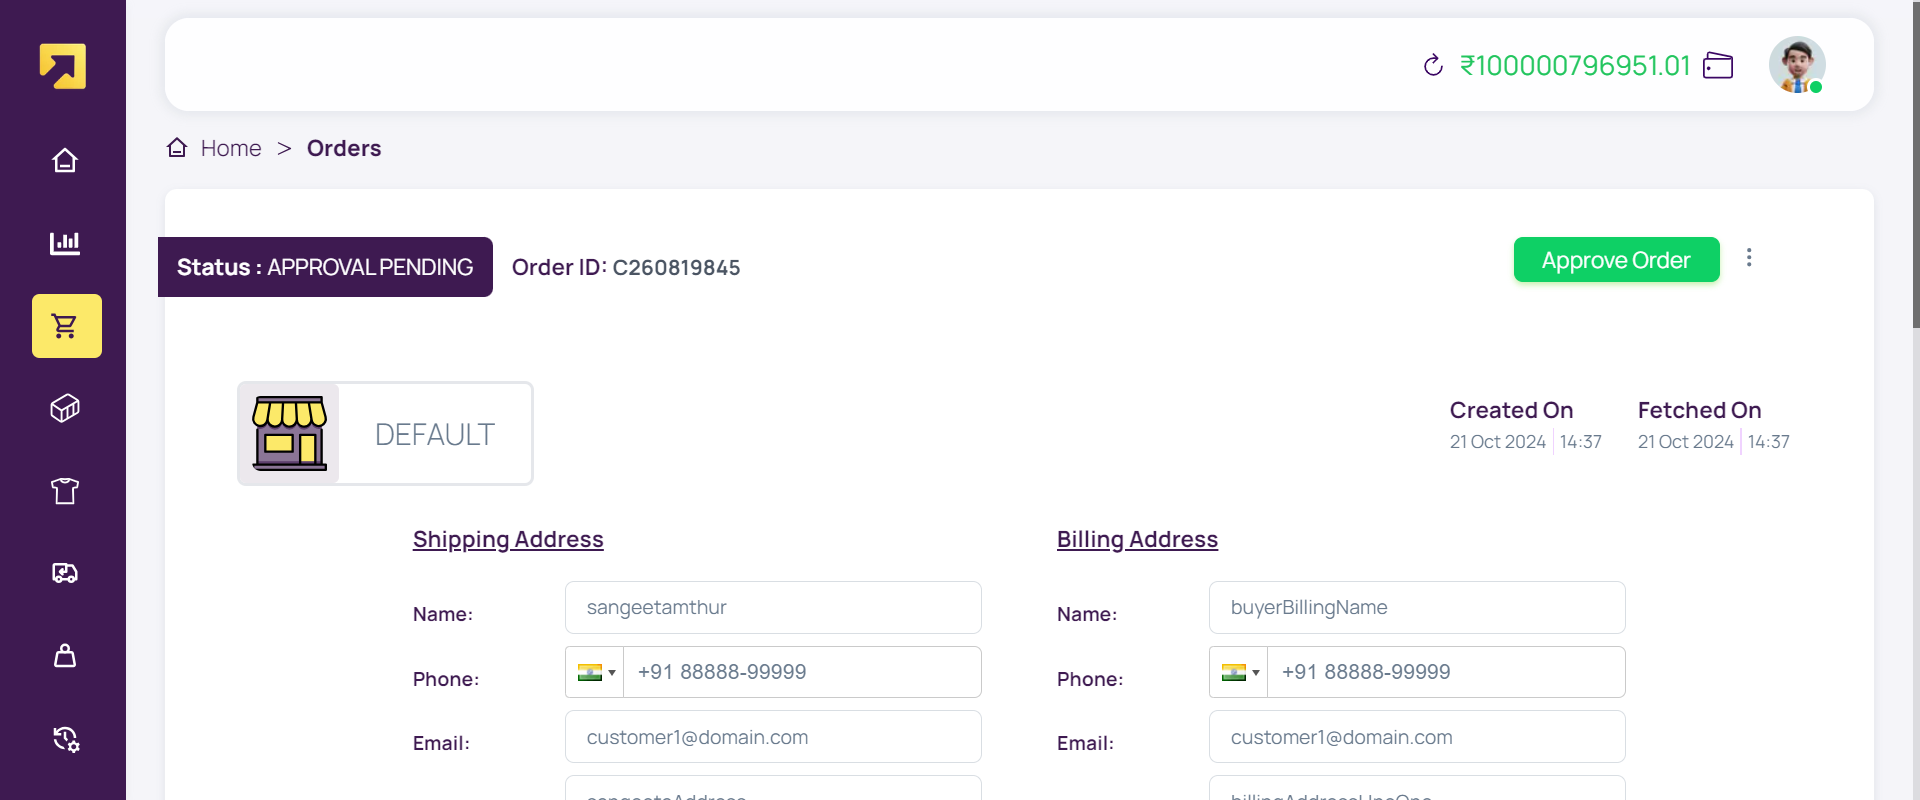 ₹100000796951.01
Home > Orders
Status : APPROVAL PENDING Order ID: C260819845 Approve Order
DEFAULT
Created On Fetched On
21 Oct 2024 14:37 21 Oct 2024 14:37
Shipping Address Billing Address
Name: sangeetamthur Name: buyerBillingName
Phone: +91 88888-99999 Phone: +91 88888-99999
Email: customer1@domain.com Email: customer1@domain.com